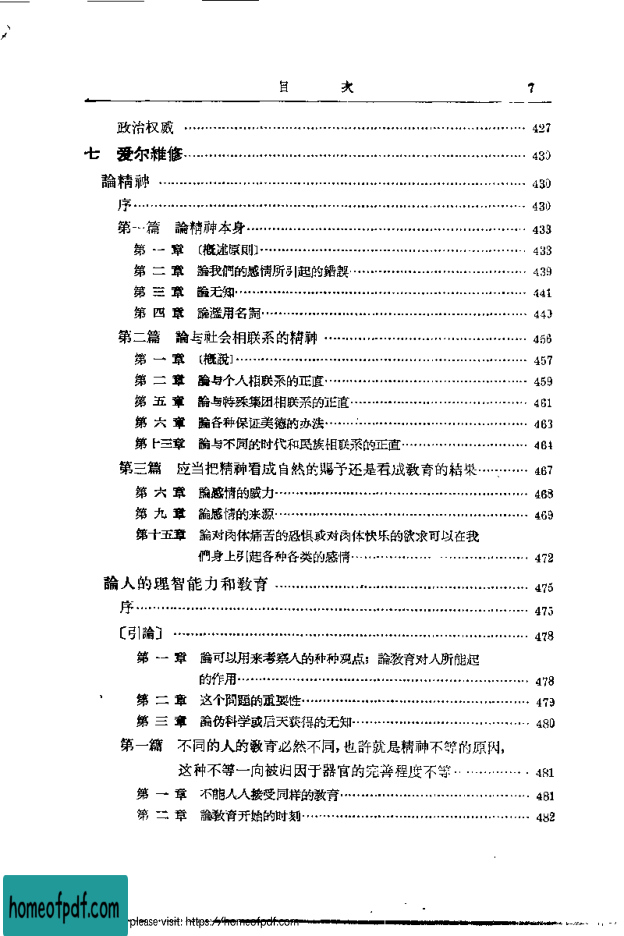 目 次 7
政治权威 …… 427
七 爱尔維修 …… 430
論精神 …… 430
序 …… 430
第一篇 論精神本身 …… 433
第一章 〔概述原则〕 …… 433
第二章 論我們的感情所引起的錯誤 …… 439
第三章 論无知 …… 441
第四章 論濫用名詞 …… 443
第二篇 論与社会相联系的精神 …… 456
第一章 〔概說〕 …… 457
第二章 論与个人相联系的正直 …… 459
第五章 論与特殊集团相联系的正直 …… 461
第六章 論各种保证美德的办法 …… 463
第十三章 論与不同的时代和民族相联系的正直 …… 464
第三篇 应当把精神看成自然的賜予还是看成教育的結果 …… 467
第六章 論感情的威力 …… 468
第九章 論感情的来源 …… 469
第十五章 論对肉体痛苦的恐惧或对肉体快乐的欲求可以在我
們身上引起各种各类的感情 …… 472
論人的理智能力和教育 …… 475
序 …… 475
〔引論〕 …… 478
第一章 論可以用来考察人的种种观点；論教育对人所能起
的作用 …… 478
第二章 这个問題的重要性 …… 479
第三章 論伪科学或后天获得的无知 …… 480
第一篇 不同的人的教育必然不同，也許就是精神不等的原因，
这种不等一向被归因于器官的完善程度不等 …… 481
第一章 不能人人接受同样的教育 …… 481
第二章 論教育开始的时刻 …… 482
homeofpdf.com
please visit: https://homeofpdf.com